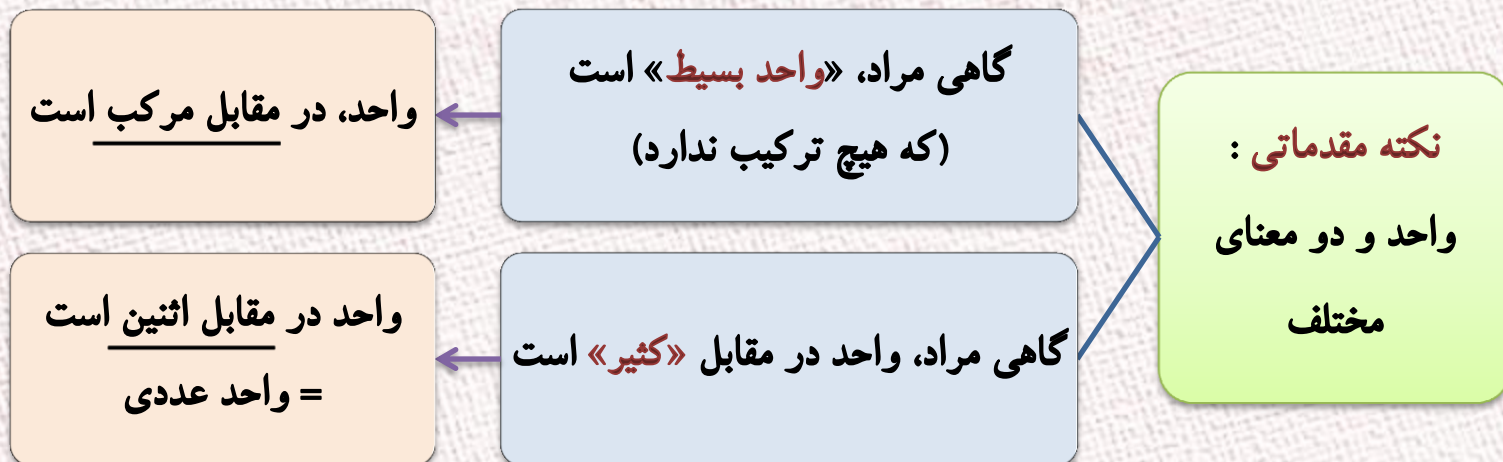 نکته مقدماتی :
واحد و دو معنای
مختلف
گاهی مراد، «واحد بسیط» است
(که هیچ ترکیب ندارد)
واحد، در مقابل مرکب است
گاهی مراد، واحد در مقابل «کثیر» است
واحد در مقابل اثنین است
= واحد عددی